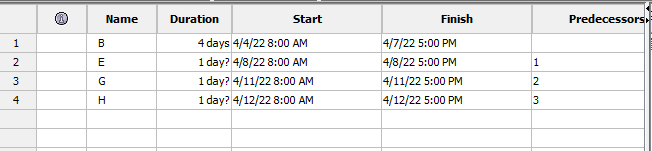 Name Duration Start Finish Predecessors
1 B 4 days 4/4/22 8:00 AM 4/7/22 5:00 PM
2 E 1 day? 4/8/22 8:00 AM 4/8/22 5:00 PM 1
3 G 1 day? 4/11/22 8:00 AM 4/11/22 5:00 PM 2
4 H 1 day? 4/12/22 8:00 AM 4/12/22 5:00 PM 3